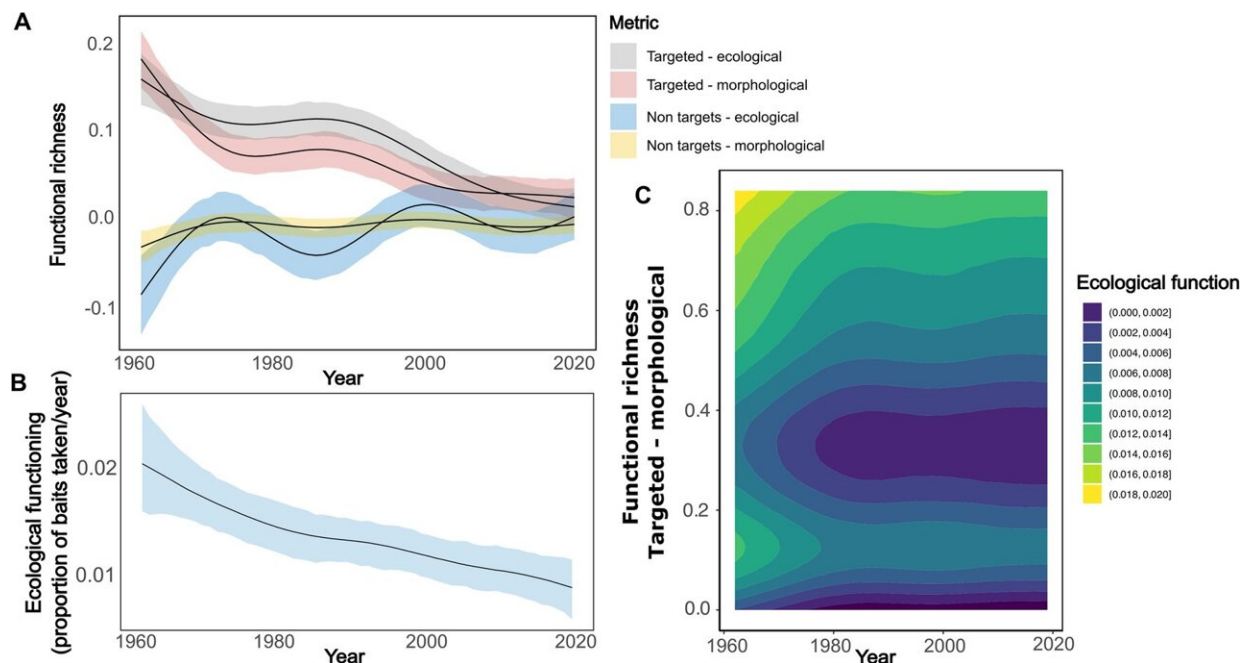 A
Functional richness
0.2
0.1
0.0
-0.1
1960
1980
2000
2020
Year
Metric
Targeted - ecological
Targeted - morphological
Non targets - ecological
Non targets - morphological
B
Ecological functioning
(proportion of baits taken/year)
0.02
0.01
1960
1980
2000
2020
Year
C
Functional richness
Targeted - morphological
0.8
0.6
0.4
0.2
0.0
1960
1980
2000
2020
Year
Ecological function
(0.000, 0.002]
(0.002, 0.004]
(0.004, 0.006]
(0.006, 0.008]
(0.008, 0.010]
(0.010, 0.012]
(0.012, 0.014]
(0.014, 0.016]
(0.016, 0.018]
(0.018, 0.020]